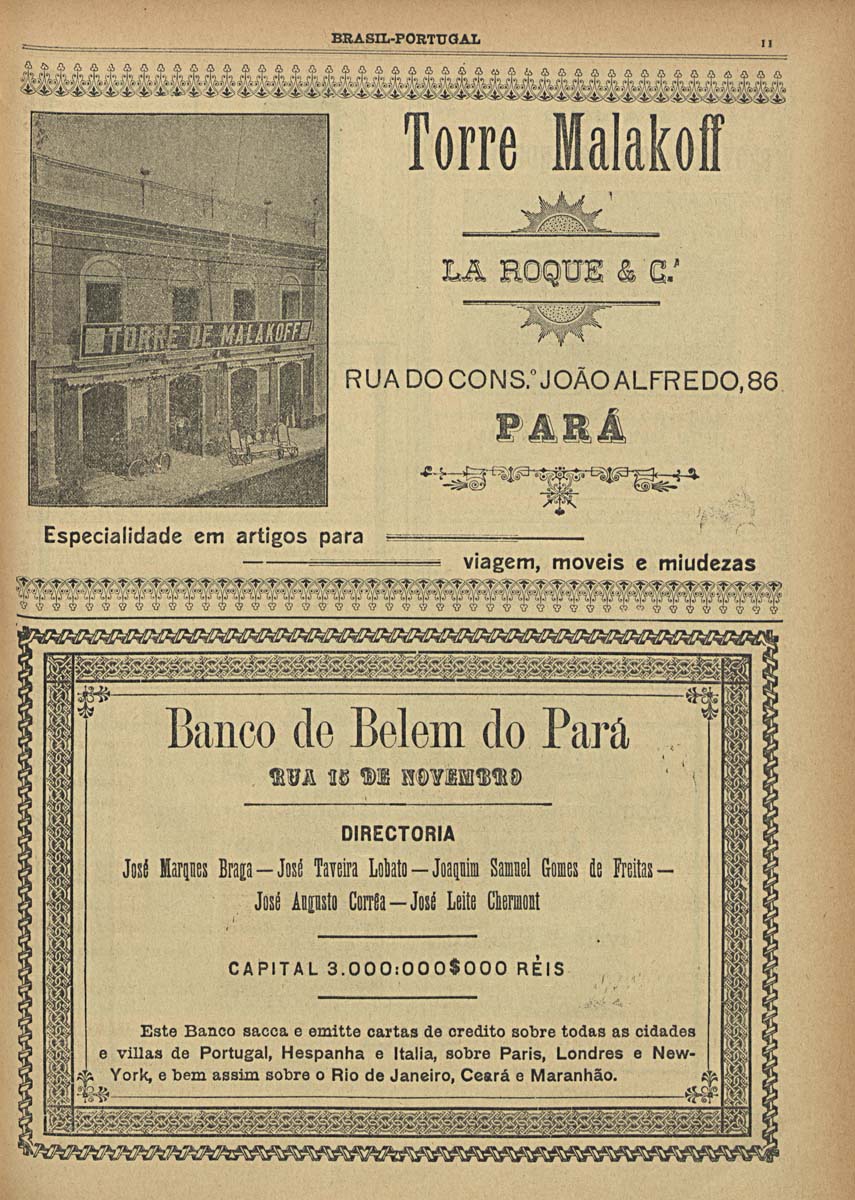 BRASIL-PORTUGAL
11
TORRE DE MALAKOFF
Torre Malakoff
LA ROQUE & C.ª
RUA DO CONS.º JOÃO ALFREDO, 86
PARÁ
Especialidade em artigos para
viagem, moveis e miudezas
Banco de Belem do Pará
RUA 15 DE NOVEMBRO
DIRECTORIA
José Marques Braga — José Taveira Lobato — Joaquim Samuel Gomes de Freitas —
José Augusto Corrêa — José Leite Chermont
CAPITAL 3.000:000$000 RÉIS
Este Banco sacca e emitte cartas de credito sobre todas as cidades
e villas de Portugal, Hespanha e Italia, sobre Paris, Londres e New-
York, e bem assim sobre o Rio de Janeiro, Ceará e Maranhão.